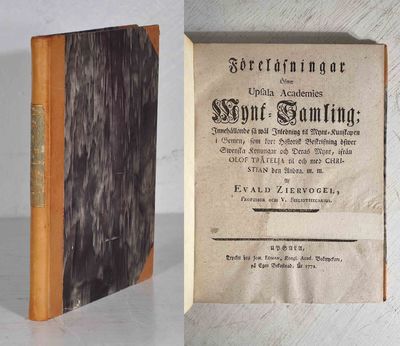 Föreläsningar
Öfver
Upsala Academies
Mynt-Samling;
Innehållande så wäl Inledning til Mynt-Kunskapen
i Gemen, som kort Historisk Beskrifning öfwer
Swenska Konungar och Deras Mynt, ifrån
OLOF TRÄTELJA til och med CHRI-
STIAN den Andra. m. m.
Af
EVALD ZIERVOGEL,
PROFESSOR OCH V. BIBLIOTHECARIUS.
UPSALA,
Tryckt hos JOH. EDMAN, Kongl. Acad. Boktryckare,
på Egen Bekostnad, år 1772.